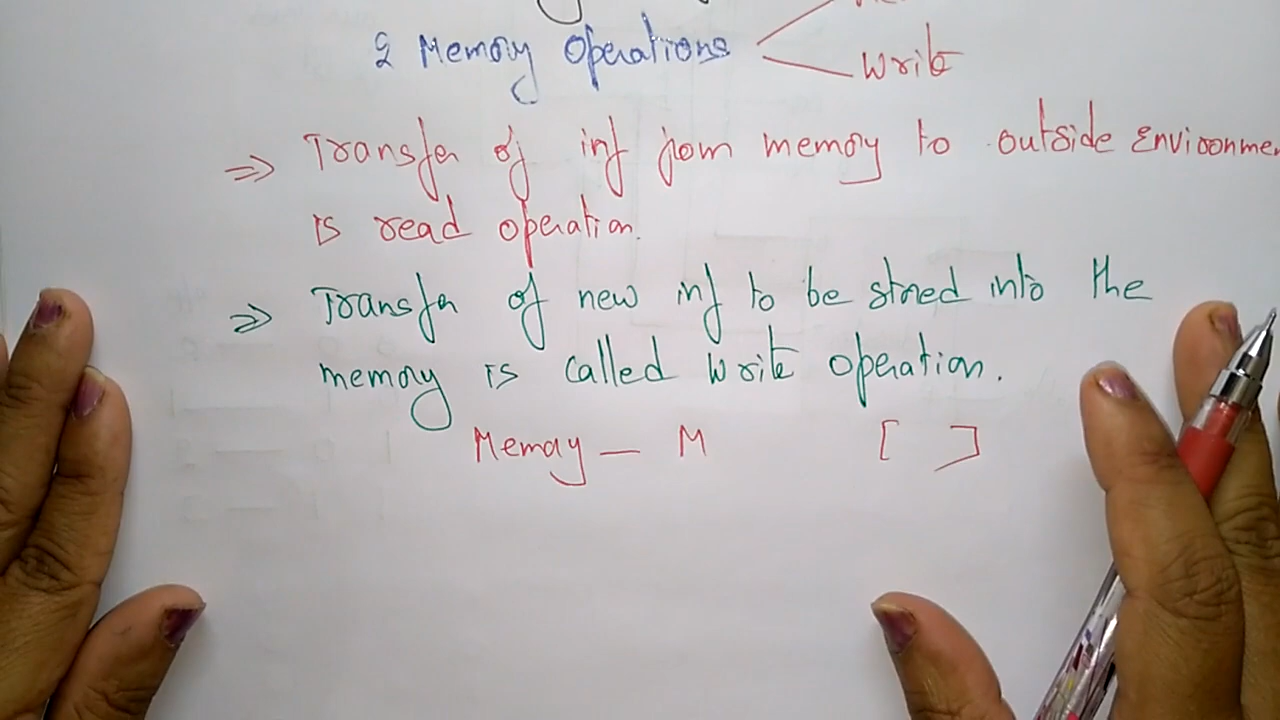 2 Memory Operations
Write
⇒ Transfer of inf from memory to outside Environme
is read operation.
⇒ Transfer of new inf to be stored into the
memory is called Write operation.
Memory — M [ ]